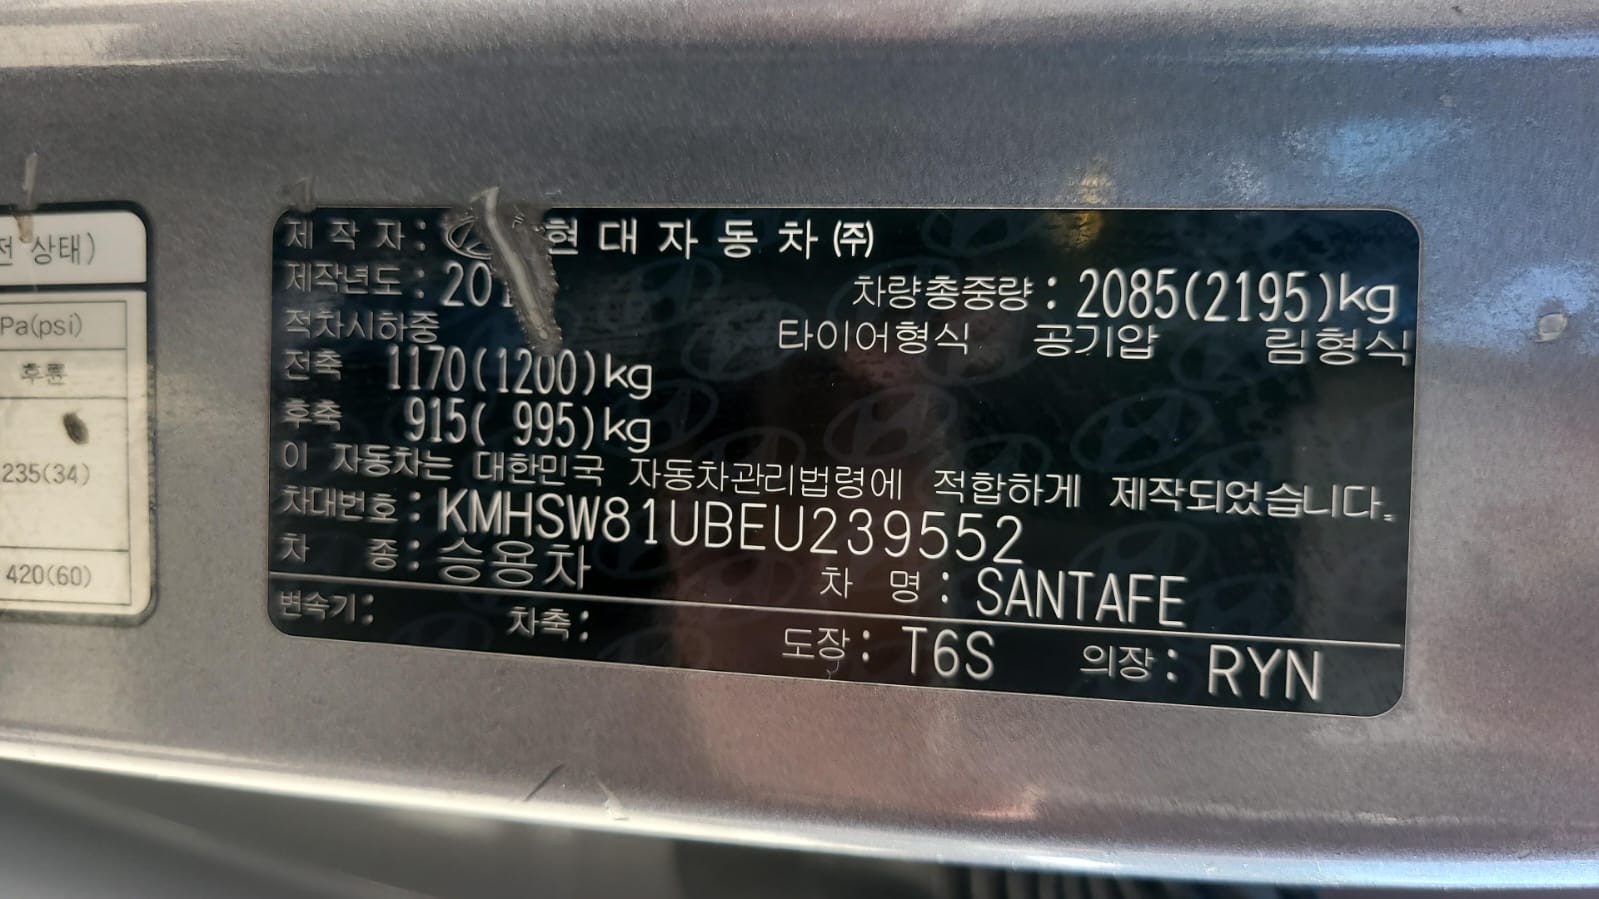 전 상태)
Pa(psi)
후륜
235(34)
420(60)
제 작 자 : 현 대 자 동 차 ㈜
제작년도 :
차량총중량 : 2085(2195)kg
적차시하중
타이어형식 공기압 림형식
전축 1170(1200)kg
후축 915( 995)kg
이 자동차는 대한민국 자동차관리법령에 적합하게 제작되었습니다.
차대번호 : KMHSW81UBEU239552
차 종 : 승용차
차 명 : SANTAFE
변속기 :
차축 :
도장 : T6S
의장 : RYN